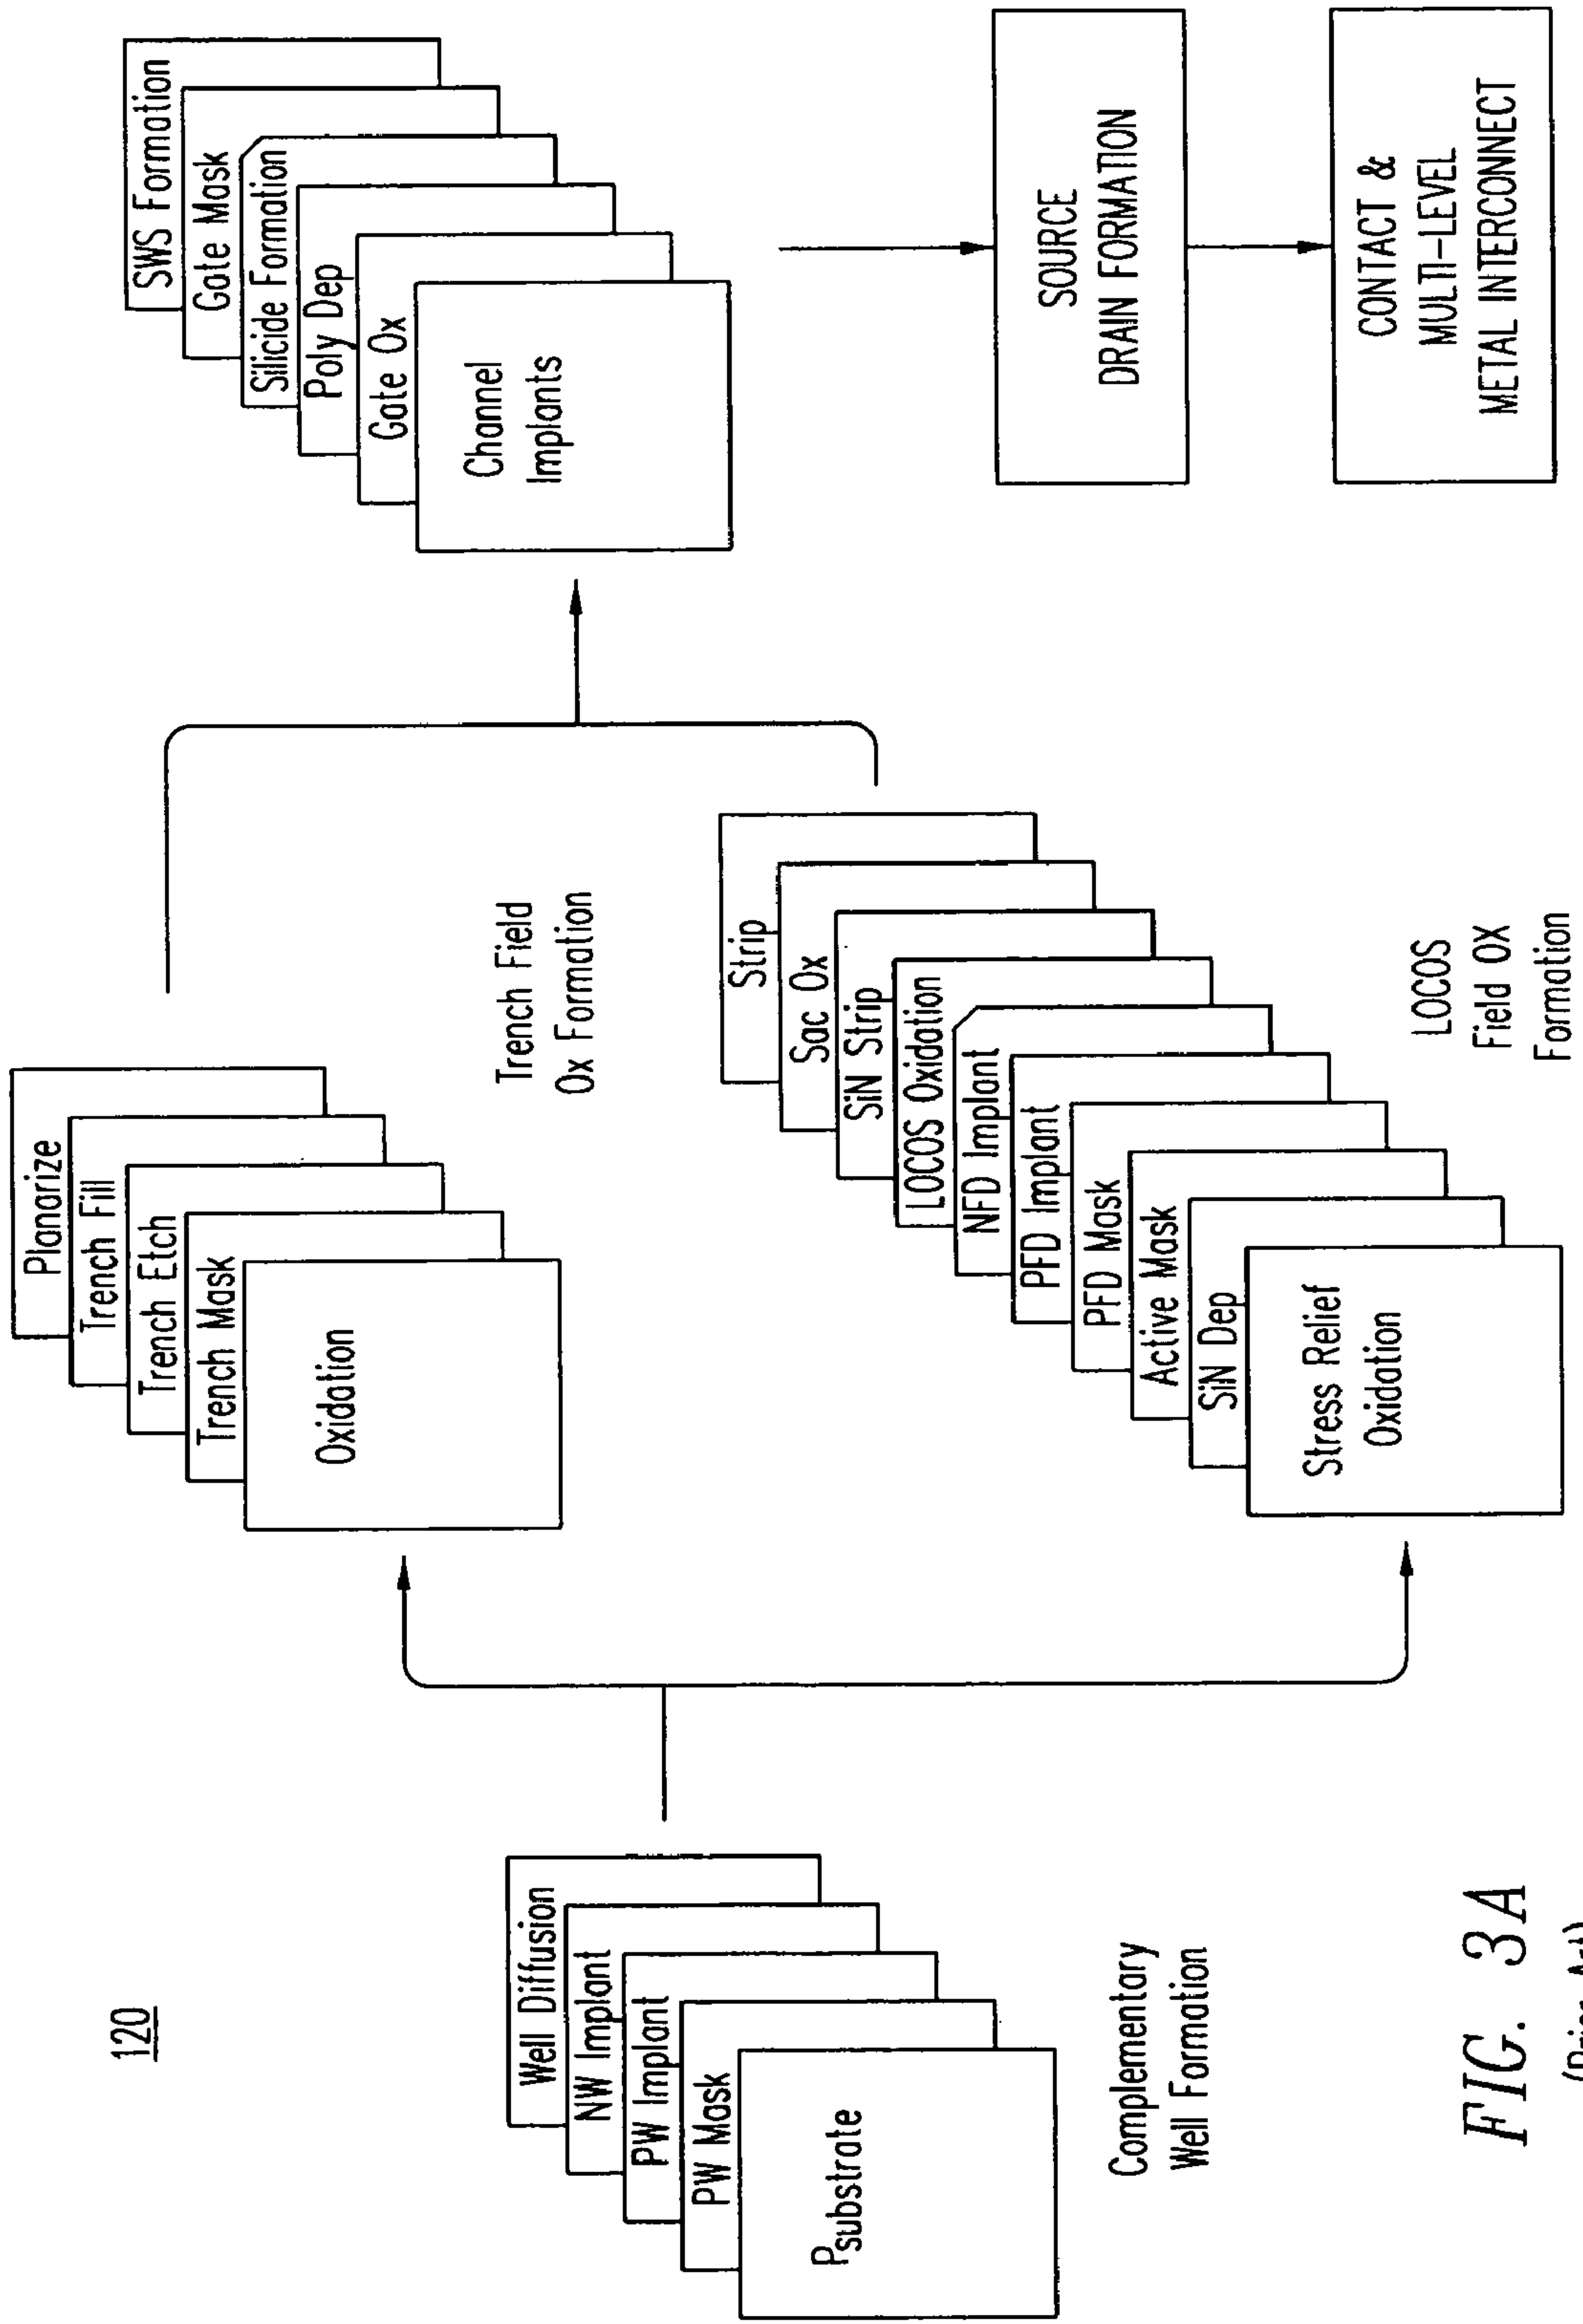 120
Well Diffusion
NW Implant
PW Implant
PW Mask
Psubstrate
Complementary
Well Formation
Planarize
Trench Fill
Trench Etch
Trench Mask
Oxidation
Trench Field
Ox Formation
Strip
Sac Ox
SiN Strip
LOCOS Oxidation
NFD Implant
PFD Implant
PFD Mask
Active Mask
SiN Dep
Stress Relief
Oxidation
LOCOS
Field OX
Formation
SWS Formation
Gate Mask
Silicide Formation
Poly Dep
Gate Ox
Channel
Implants
SOURCE
DRAIN FORMATION
CONTACT &
MULTI-LEVEL
METAL INTERCONNECT
FIG. 3A
(Prior Art)